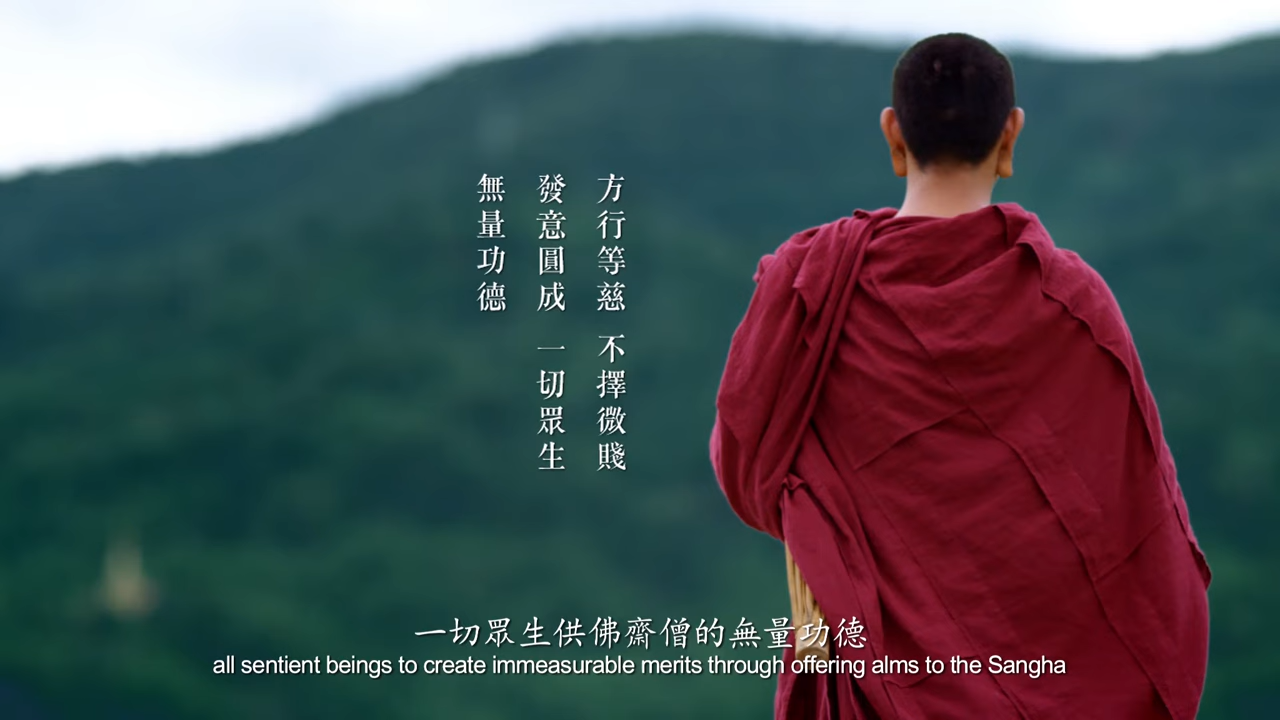 方行等慈 不擇微賤
發意圓成 一切眾生
無量功德
一切眾生供佛齋僧的無量功德
all sentient beings to create immeasurable merits through offering alms to the Sangha